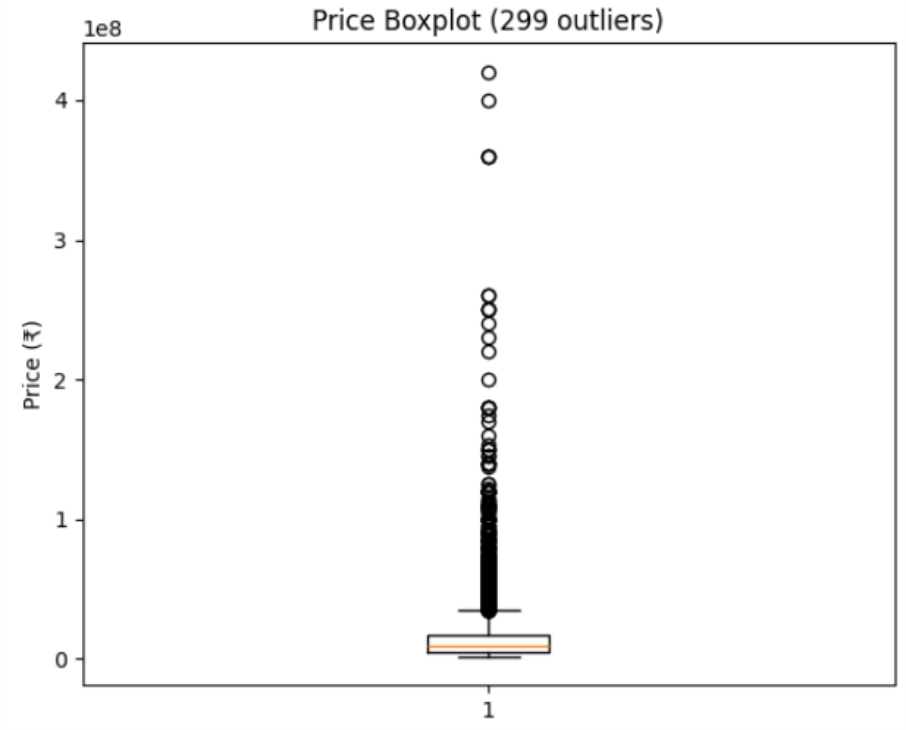 Price Boxplot (299 outliers)
1e8
4
3
Price (₹)
2
1
0
1